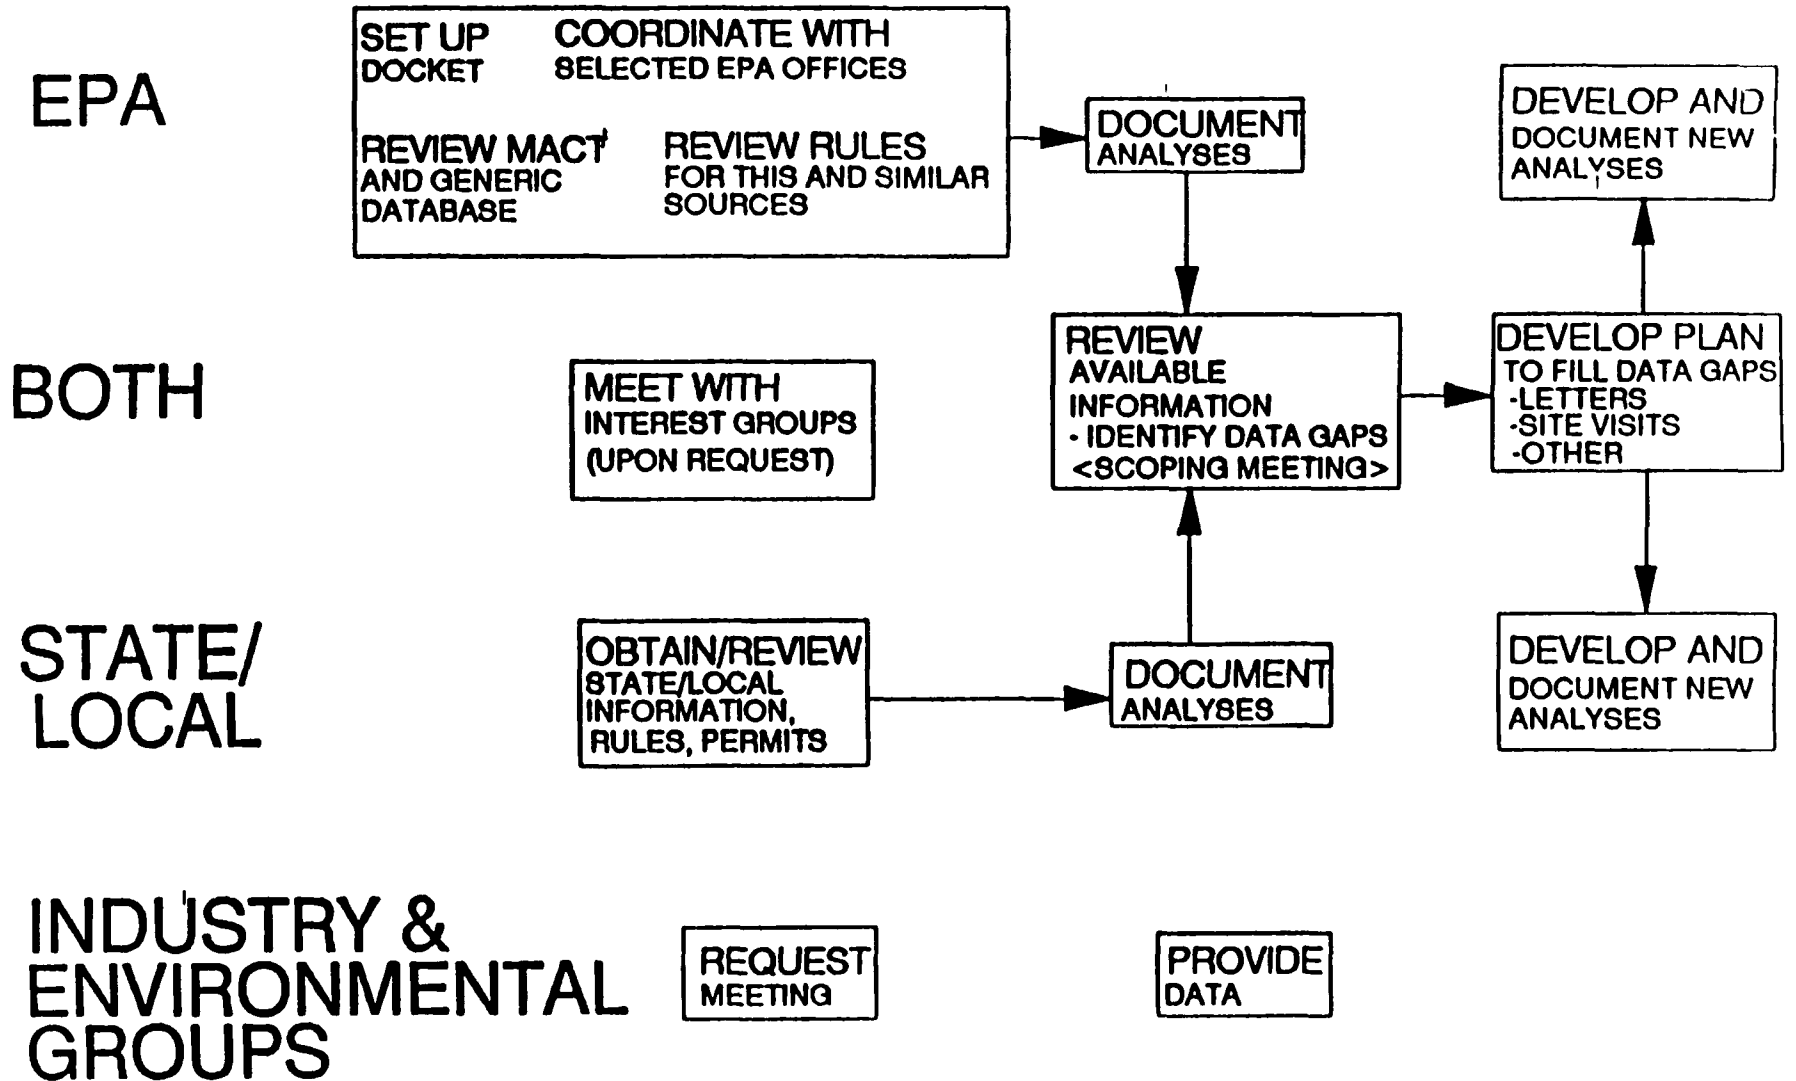 EPA
SET UP
DOCKET
COORDINATE WITH
SELECTED EPA OFFICES
REVIEW MACT
AND GENERIC
DATABASE
REVIEW RULES
FOR THIS AND SIMILAR
SOURCES
DOCUMENT
ANALYSES
DEVELOP AND
DOCUMENT NEW
ANALYSES
BOTH
MEET WITH
INTEREST GROUPS
(UPON REQUEST)
REVIEW
AVAILABLE
INFORMATION
- IDENTIFY DATA GAPS
<SCOPING MEETING>
DEVELOP PLAN
TO FILL DATA GAPS
-LETTERS
-SITE VISITS
-OTHER
STATE/
LOCAL
OBTAIN/REVIEW
STATE/LOCAL
INFORMATION,
RULES, PERMITS
DOCUMENT
ANALYSES
DEVELOP AND
DOCUMENT NEW
ANALYSES
INDUSTRY &
ENVIRONMENTAL
GROUPS
REQUEST
MEETING
PROVIDE
DATA